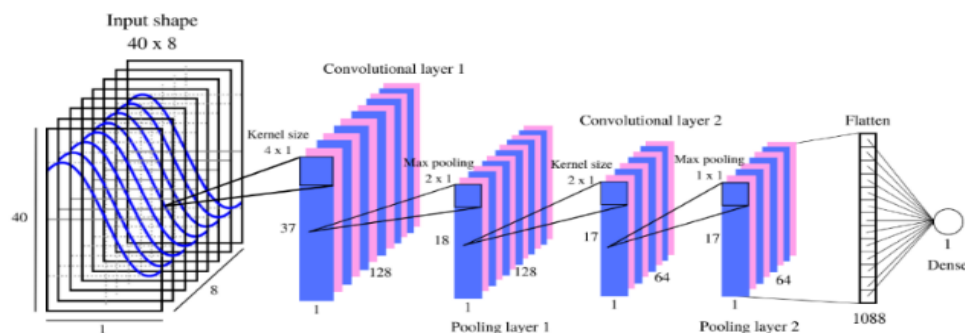 Input shape
40 x 8
40
1
8
Convolutional layer 1
Kernel size
4 x 1
37
128
1
Max pooling
2 x 1
18
128
1
Pooling layer 1
Convolutional layer 2
Kernel size
2 x 1
17
64
1
Max pooling
1 x 1
17
64
1
Pooling layer 2
Flatten
1088
1
Dense